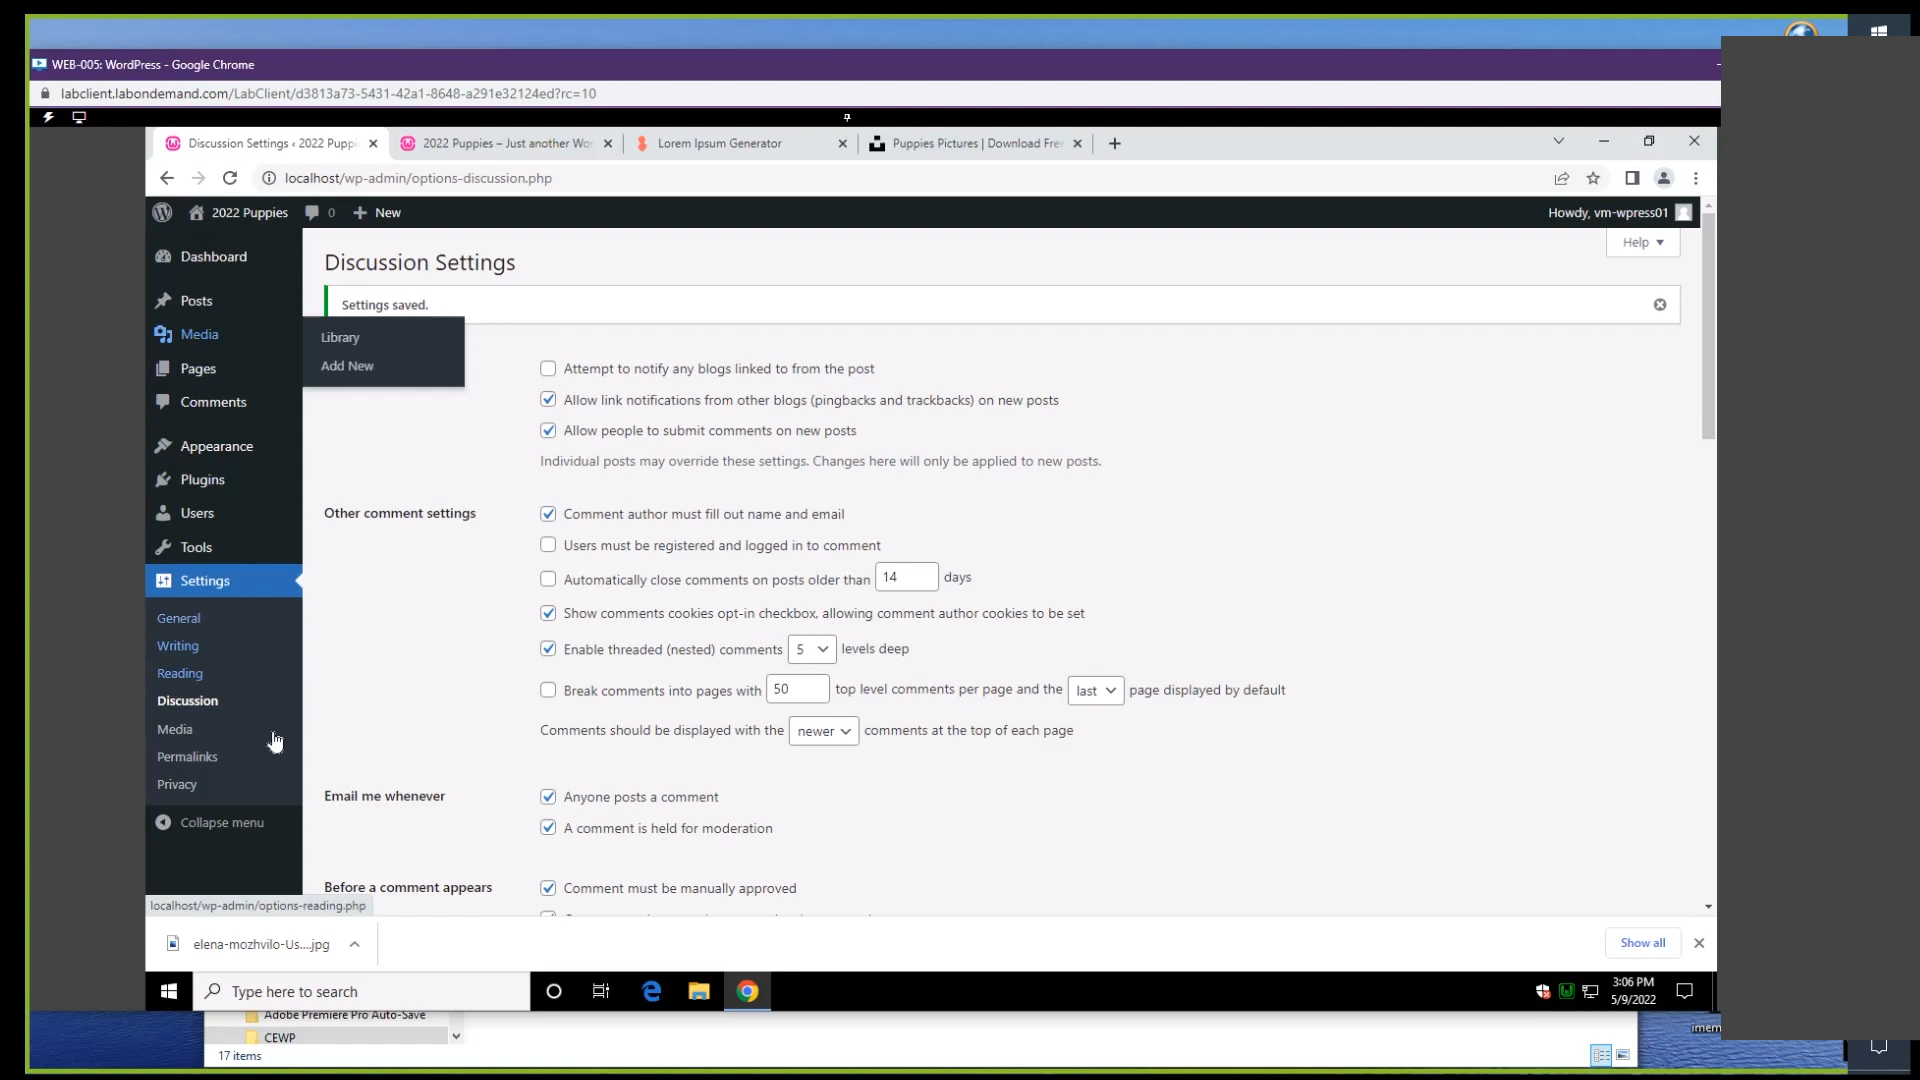 WEB-005: WordPress - Google Chrome
labclient.labondemand.com/LabClient/d3813a73-5431-42a1-8648-a291e32124ed?rc=10
Discussion Settings ‹ 2022 Puppi
2022 Puppies – Just another Wor
Lorem Ipsum Generator
Puppies Pictures | Download Fre
localhost/wp-admin/options-discussion.php
2022 Puppies
0
New
Howdy, vm-wpress01
Help
Dashboard
Posts
Media
Library
Add New
Pages
Comments
Appearance
Plugins
Users
Tools
Settings
General
Writing
Reading
Discussion
Media
Permalinks
Privacy
Collapse menu
Discussion Settings
Settings saved.
Attempt to notify any blogs linked to from the post
Allow link notifications from other blogs (pingbacks and trackbacks) on new posts
Allow people to submit comments on new posts
Individual posts may override these settings. Changes here will only be applied to new posts.
Other comment settings
Comment author must fill out name and email
Users must be registered and logged in to comment
Automatically close comments on posts older than 14 days
Show comments cookies opt-in checkbox, allowing comment author cookies to be set
Enable threaded (nested) comments 5 levels deep
Break comments into pages with 50 top level comments per page and the last page displayed by default
Comments should be displayed with the newer comments at the top of each page
Email me whenever
Anyone posts a comment
A comment is held for moderation
Before a comment appears
Comment must be manually approved
localhost/wp-admin/options-reading.php
elena-mozhvilo-Us....jpg
Show all
Type here to search
3:06 PM
5/9/2022
Adobe Premiere Pro Auto-Save
CEWP
17 items